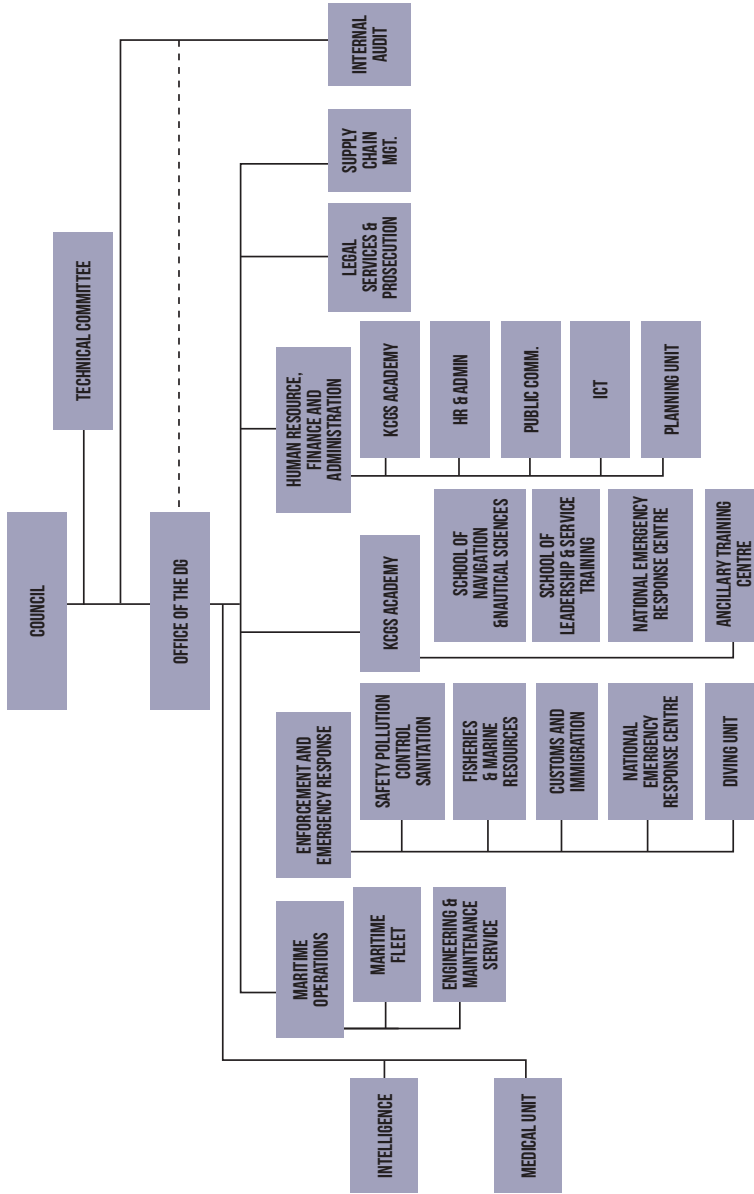 COUNCIL
TECHNICAL COMMITTEE
OFFICE OF THE DG
INTERNAL
AUDIT
MARITIME
OPERATIONS
MARITIME
FLEET
ENGINEERING &
MAINTENANCE
SERVICE
INTELLIGENCE
MEDICAL UNIT
ENFORCEMENT AND
EMERGENCY RESPONSE
SAFETY POLLUTION
CONTROL
SANITATION
FISHERIES
& MARINE
RESOURCES
CUSTOMS AND
IMMIGRATION
NATIONAL
EMERGENCY
RESPONSE CENTRE
DIVING UNIT
KCGS ACADEMY
SCHOOL OF
NAVIGATION
&NAUTICAL SCIENCES
SCHOOL OF
LEADERSHIP & SERVICE
TRAINING
NATIONAL EMERGENCY
RESPONSE CENTRE
ANCILLARY TRAINING
CENTRE
HUMAN RESOURCE,
FINANCE AND
ADMINISTRATION
KCGS ACADEMY
HR & ADMIN
PUBLIC COMM.
ICT
PLANNING UNIT
LEGAL
SERVICES &
PROSECUTION
SUPPLY
CHAIN
MGT.